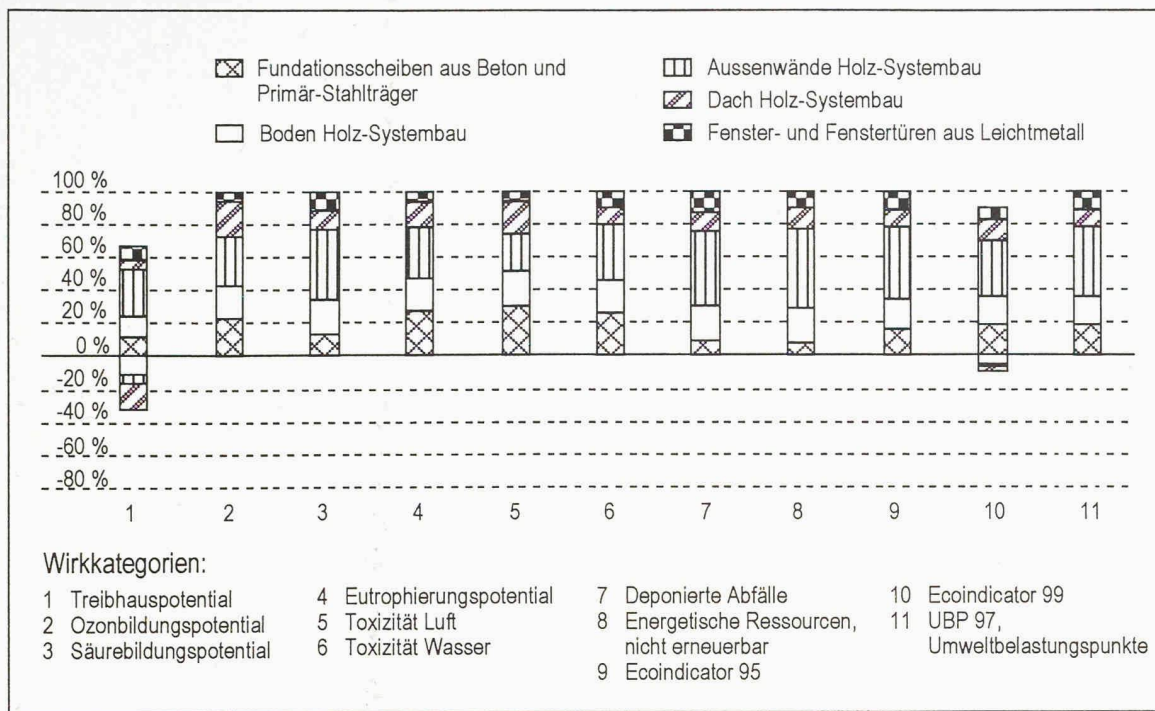 Fundationsscheiben aus Beton und
Primär-Stahlträger
Boden Holz-Systembau
Aussenwände Holz-Systembau
Dach Holz-Systembau
Fenster- und Fenstertüren aus Leichtmetall
100 %
80 %
60 %
40 %
20 %
0 %
-20 %
-40 %
-60 %
-80 %
1 2 3 4 5 6 7 8 9 10 11
Wirkkategorien:
1 Treibhauspotential
2 Ozonbildungspotential
3 Säurebildungspotential
4 Eutrophierungspotential
5 Toxizität Luft
6 Toxizität Wasser
7 Deponierte Abfälle
8 Energetische Ressourcen,
nicht erneuerbar
9 Ecoindicator 95
10 Ecoindicator 99
11 UBP 97,
Umweltbelastungspunkte